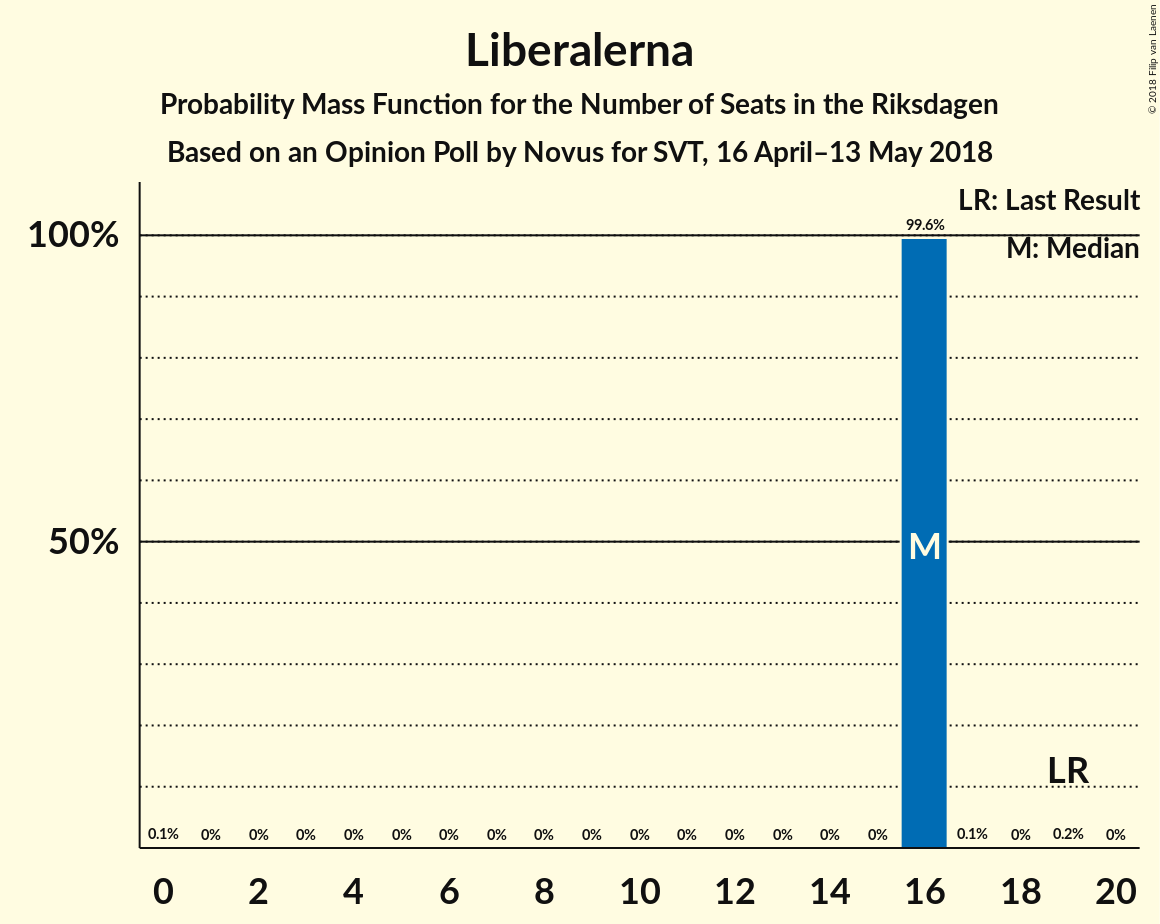 Liberalerna
Probability Mass Function for the Number of Seats in the Riksdagen
Based on an Opinion Poll by Novus for SVT, 16 April–13 May 2018
© 2018 Filip van Laenen
LR: Last Result
M: Median
100%
50%
99.6%
M
LR
0.1% 0% 0% 0% 0% 0% 0% 0% 0% 0% 0% 0% 0% 0% 0% 0% 0.1% 0% 0.2% 0%
0 2 4 6 8 10 12 14 16 18 20